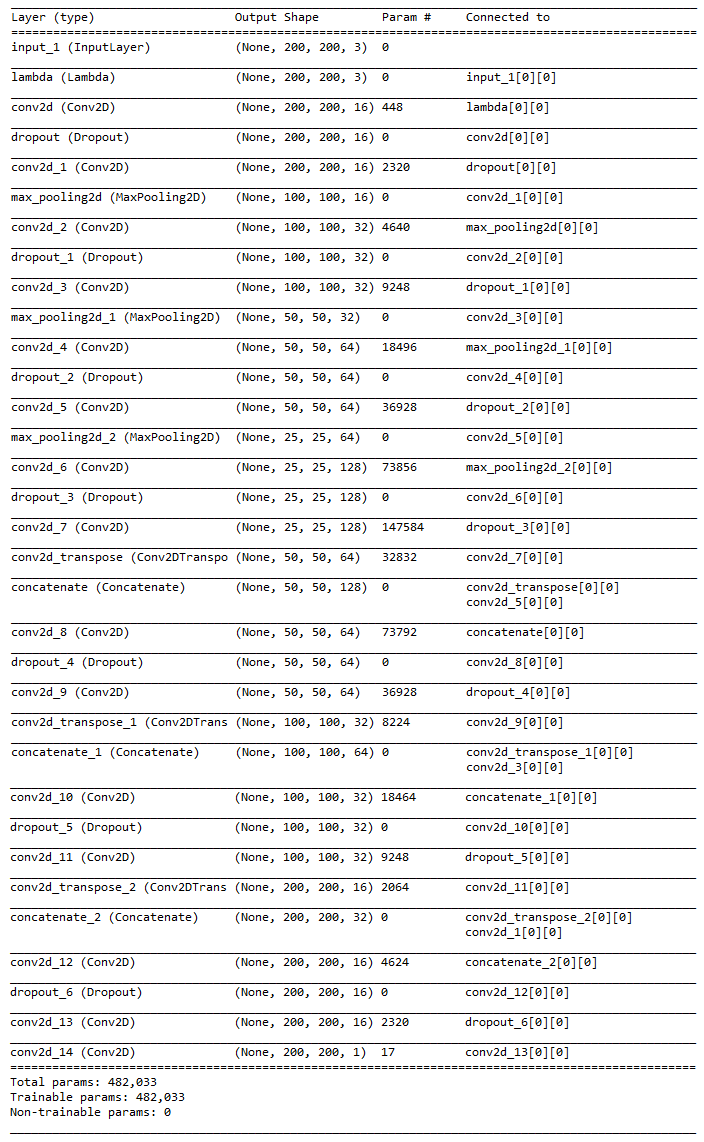 Layer (type) Output Shape Param # Connected to
==================================================================================================
input_1 (InputLayer) (None, 200, 200, 3) 0
lambda (Lambda) (None, 200, 200, 3) 0 input_1[0][0]
conv2d (Conv2D) (None, 200, 200, 16) 448 lambda[0][0]
dropout (Dropout) (None, 200, 200, 16) 0 conv2d[0][0]
conv2d_1 (Conv2D) (None, 200, 200, 16) 2320 dropout[0][0]
max_pooling2d (MaxPooling2D) (None, 100, 100, 16) 0 conv2d_1[0][0]
conv2d_2 (Conv2D) (None, 100, 100, 32) 4640 max_pooling2d[0][0]
dropout_1 (Dropout) (None, 100, 100, 32) 0 conv2d_2[0][0]
conv2d_3 (Conv2D) (None, 100, 100, 32) 9248 dropout_1[0][0]
max_pooling2d_1 (MaxPooling2D) (None, 50, 50, 32) 0 conv2d_3[0][0]
conv2d_4 (Conv2D) (None, 50, 50, 64) 18496 max_pooling2d_1[0][0]
dropout_2 (Dropout) (None, 50, 50, 64) 0 conv2d_4[0][0]
conv2d_5 (Conv2D) (None, 50, 50, 64) 36928 dropout_2[0][0]
max_pooling2d_2 (MaxPooling2D) (None, 25, 25, 64) 0 conv2d_5[0][0]
conv2d_6 (Conv2D) (None, 25, 25, 128) 73856 max_pooling2d_2[0][0]
dropout_3 (Dropout) (None, 25, 25, 128) 0 conv2d_6[0][0]
conv2d_7 (Conv2D) (None, 25, 25, 128) 147584 dropout_3[0][0]
conv2d_transpose (Conv2DTranspo (None, 50, 50, 64) 32832 conv2d_7[0][0]
concatenate (Concatenate) (None, 50, 50, 128) 0 conv2d_transpose[0][0]
conv2d_5[0][0]
conv2d_8 (Conv2D) (None, 50, 50, 64) 73792 concatenate[0][0]
dropout_4 (Dropout) (None, 50, 50, 64) 0 conv2d_8[0][0]
conv2d_9 (Conv2D) (None, 50, 50, 64) 36928 dropout_4[0][0]
conv2d_transpose_1 (Conv2DTrans (None, 100, 100, 32) 8224 conv2d_9[0][0]
concatenate_1 (Concatenate) (None, 100, 100, 64) 0 conv2d_transpose_1[0][0]
conv2d_3[0][0]
conv2d_10 (Conv2D) (None, 100, 100, 32) 18464 concatenate_1[0][0]
dropout_5 (Dropout) (None, 100, 100, 32) 0 conv2d_10[0][0]
conv2d_11 (Conv2D) (None, 100, 100, 32) 9248 dropout_5[0][0]
conv2d_transpose_2 (Conv2DTrans (None, 200, 200, 16) 2064 conv2d_11[0][0]
concatenate_2 (Concatenate) (None, 200, 200, 32) 0 conv2d_transpose_2[0][0]
conv2d_1[0][0]
conv2d_12 (Conv2D) (None, 200, 200, 16) 4624 concatenate_2[0][0]
dropout_6 (Dropout) (None, 200, 200, 16) 0 conv2d_12[0][0]
conv2d_13 (Conv2D) (None, 200, 200, 16) 2320 dropout_6[0][0]
conv2d_14 (Conv2D) (None, 200, 200, 1) 17 conv2d_13[0][0]
==================================================================================================
Total params: 482,033
Trainable params: 482,033
Non-trainable params: 0